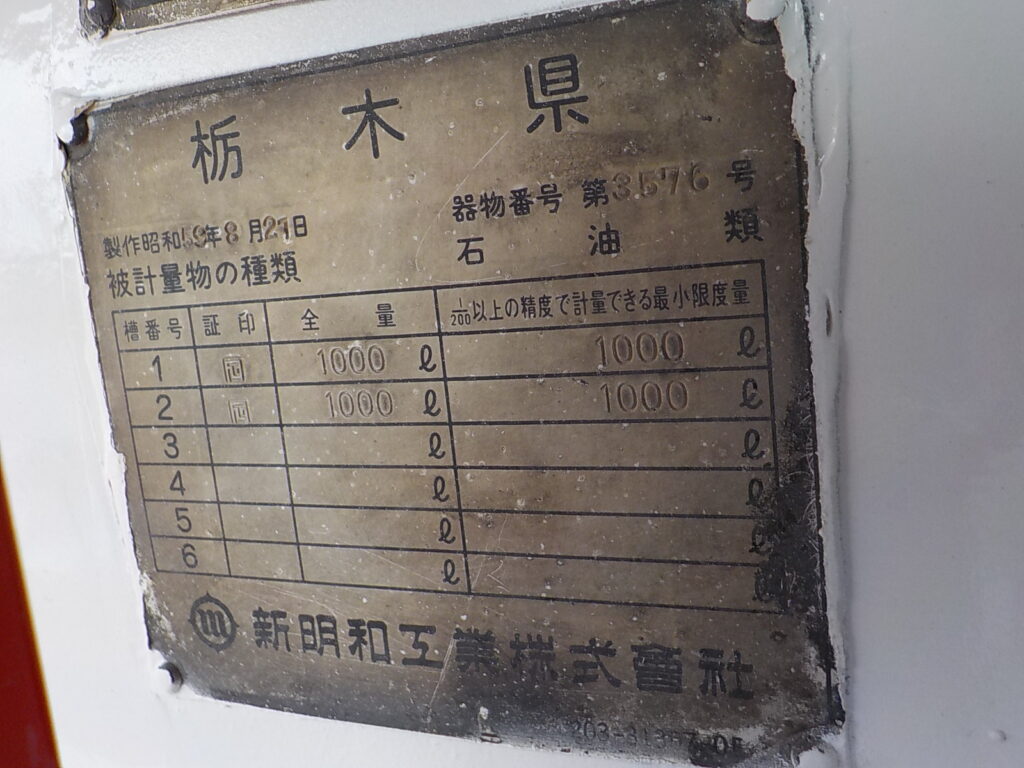 栃木県
器物番号 第3576号
製作昭和59年8月21日
被計量物の種類 石油類
槽番号 証印 全量 1/200以上の精度で計量できる最小限度量
1 1000 ℓ 1000 ℓ
2 1000 ℓ 1000 ℓ
3 ℓ ℓ
4 ℓ ℓ
5 ℓ ℓ
6 ℓ
m 新明和工業株式會社